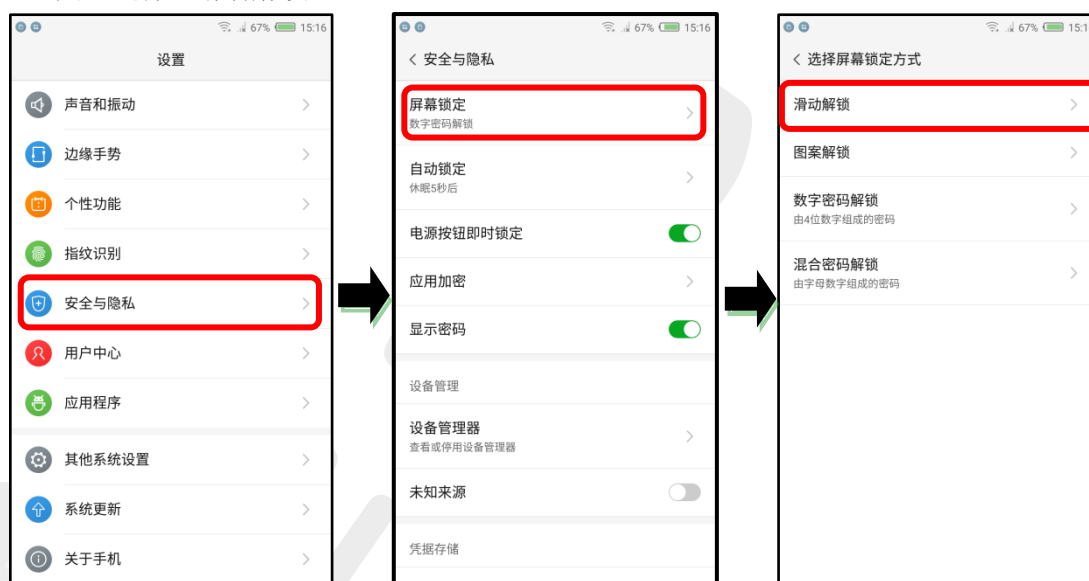 67% 15:16
设置
声音和振动
边缘手势
个性功能
指纹识别
安全与隐私
用户中心
应用程序
其他系统设置
系统更新
关于手机
67% 15:16
安全与隐私
屏幕锁定
数字密码解锁
自动锁定
休眠5秒后
电源按钮即时锁定
应用加密
显示密码
设备管理
设备管理器
查看或停用设备管理器
未知来源
凭据存储
67% 15:1
选择屏幕锁定方式
滑动解锁
图案解锁
数字密码解锁
由4位数字组成的密码
混合密码解锁
由字母数字组成的密码